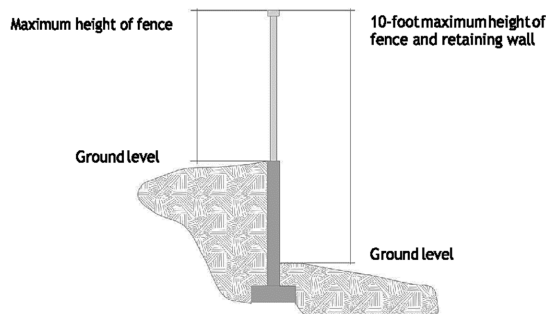 Maximum height of fence
10-foot maximum height of
fence and retaining wall
Ground level
Ground level